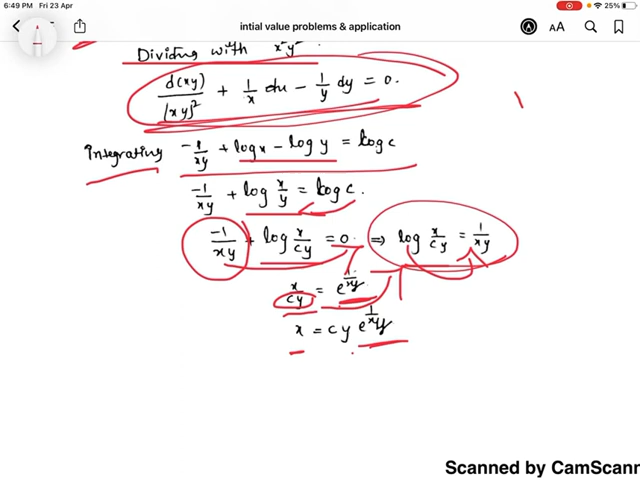 6:49 PM Fri 23 Apr
25%
intial value problems & application
AA
Dividing with x²y².
d(xy)/(xy)² + 1/x dx - 1/y dy = 0.
Integrating -1/xy + log x - log y = log c
-1/xy + log x/y = log c.
-1/xy + log x/cy = 0. ⇒ log x/cy = 1/xy
x/cy = e^(1/xy)
x = cy e^(1/xy)
Scanned by CamScann